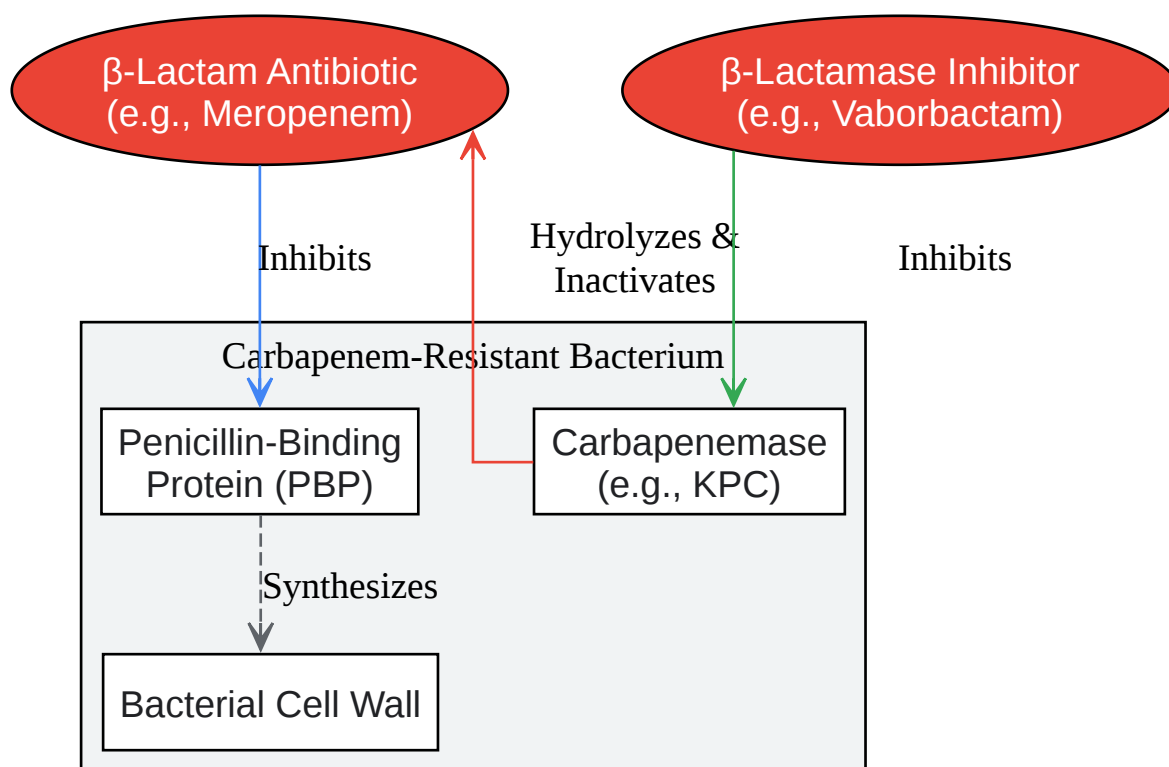 β-Lactam Antibiotic
(e.g., Meropenem)
β-Lactamase Inhibitor
(e.g., Vaborbactam)
Inhibits
Hydrolyzes &
Inactivates
Inhibits
Carbapenem-Resistant Bacterium
Penicillin-Binding
Protein (PBP)
Carbapenemase
(e.g., KPC)
Synthesizes
Bacterial Cell Wall